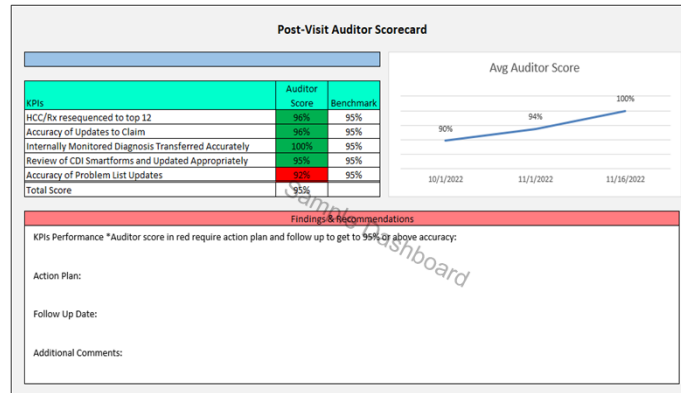 Post-Visit Auditor Scorecard
KPIs Auditor Score Benchmark
HCC/Rx resequenced to top 12 96% 95%
Accuracy of Updates to Claim 96% 95%
Internally Monitored Diagnosis Transferred Accurately 100% 95%
Review of CDI Smartforms and Updated Appropriately 95% 95%
Accuracy of Problem List Updates 92% 95%
Total Score 95%
Avg Auditor Score
90% 94% 100%
10/1/2022 11/1/2022 11/16/2022
Findings & Recommendations
KPIs Performance *Auditor score in red require action plan and follow up to get to 95% or above accuracy:
Action Plan:
Follow Up Date:
Additional Comments:
Sample Dashboard